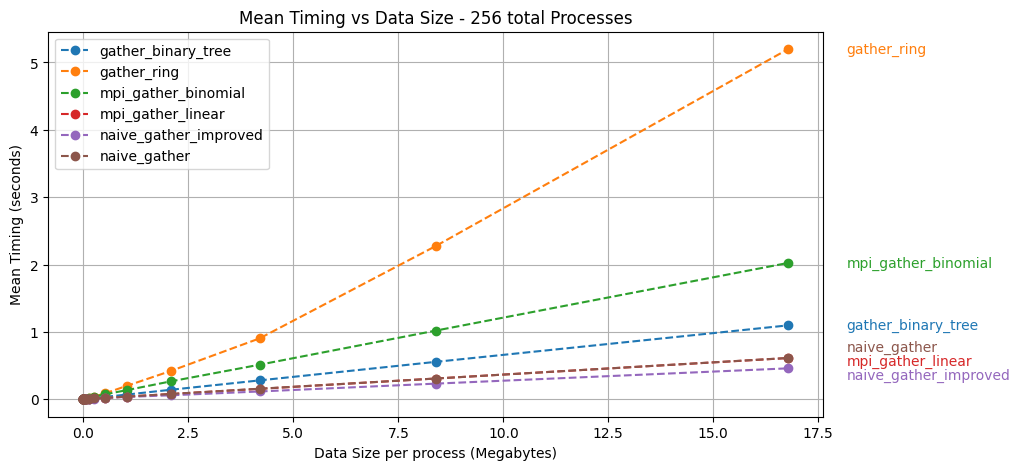 Mean Timing vs Data Size - 256 total Processes
gather_binary_tree
gather_ring
mpi_gather_binomial
mpi_gather_linear
naive_gather_improved
naive_gather
gather_ring
mpi_gather_binomial
gather_binary_tree
naive_gather
mpi_gather_linear
naive_gather_improved
5
4
3
2
1
0
Mean Timing (seconds)
0.0 2.5 5.0 7.5 10.0 12.5 15.0 17.5
Data Size per process (Megabytes)